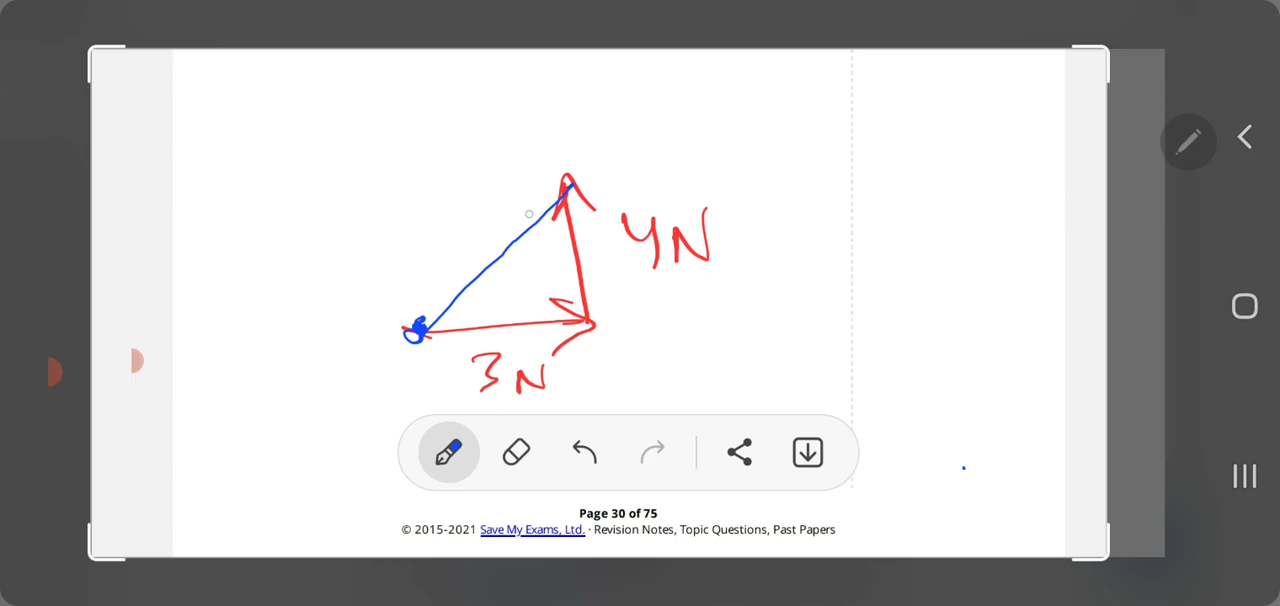 4N
3N
Page 30 of 75
© 2015-2021 Save My Exams, Ltd. · Revision Notes, Topic Questions, Past Papers